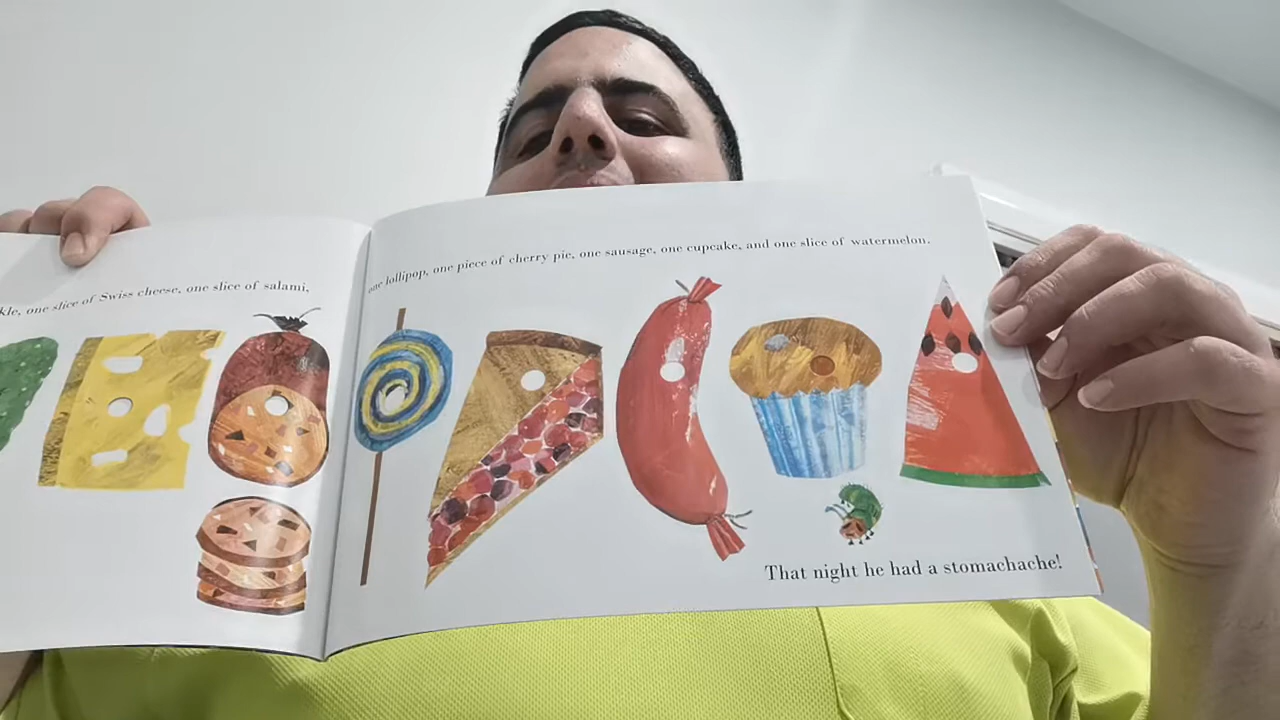 kle, one slice of Swiss cheese, one slice of salami,
one lollipop, one piece of cherry pie, one sausage, one cupcake, and one slice of watermelon.
That night he had a stomachache!